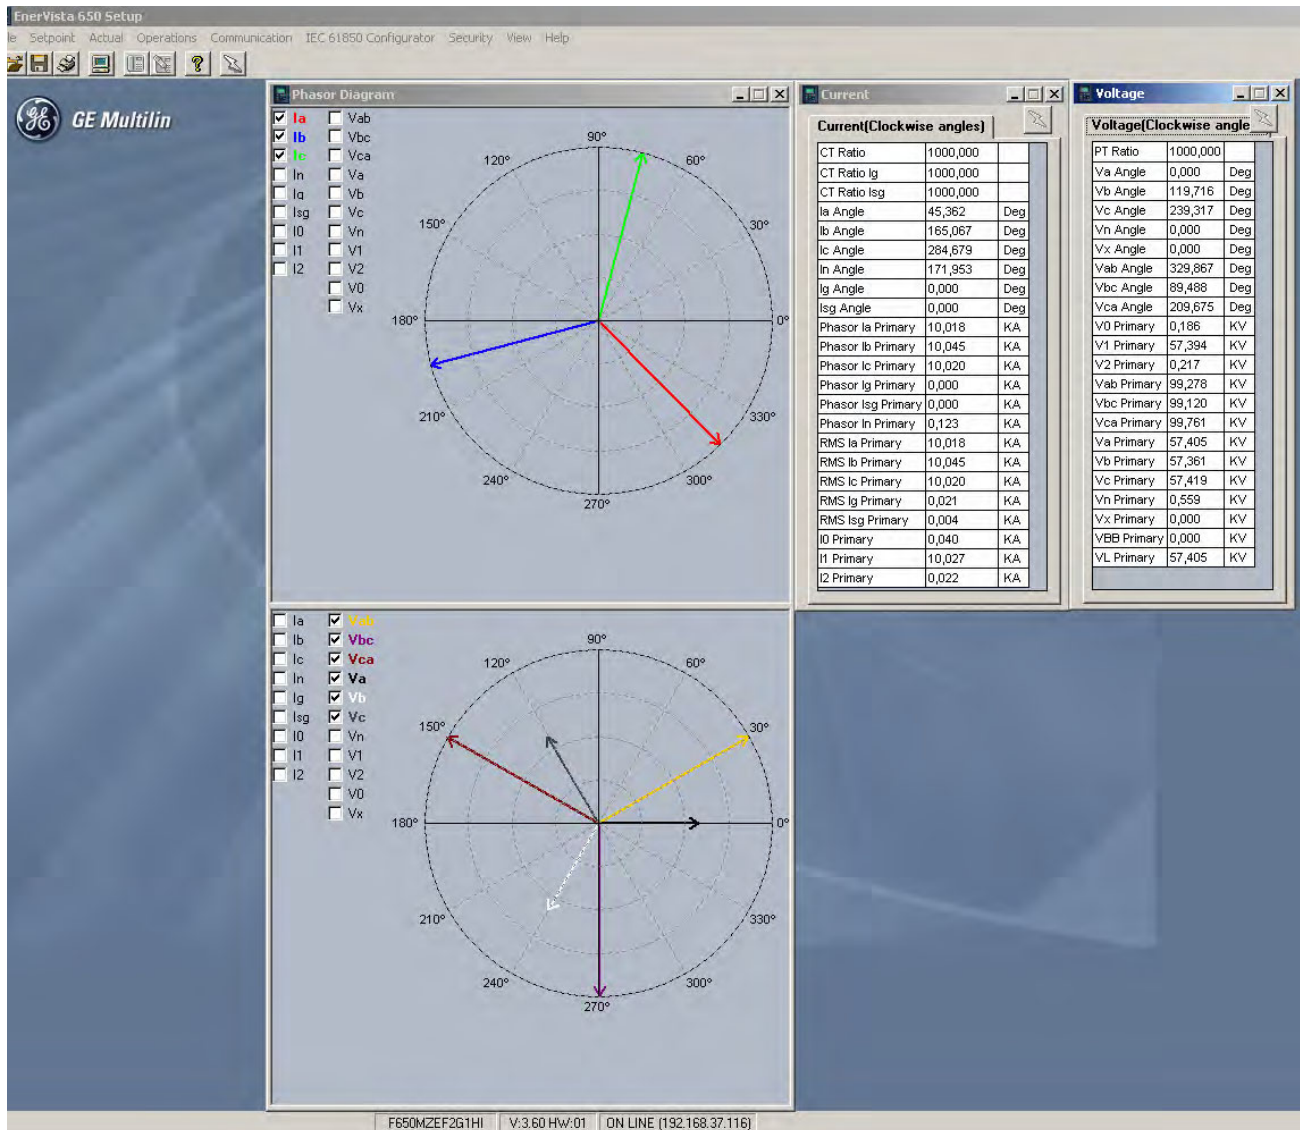 EnerVista 650 Setup
le Setpoint Actual Operations Communication IEC 61850 Configurator Security View Help
GE Multilin
Phasor Diagram
Ia Vab
Ib Vbc
Ic Vca
In Va
Ig Vb
Isg Vc
I0 Vn
I1 V1
I2 V2
V0
Vx
90°
120° 60°
150° 30°
180° 0°
210° 330°
240° 300°
270°
Current
Current(Clockwise angles)
CT Ratio 1000,000
CT Ratio Ig 1000,000
CT Ratio Isg 1000,000
Ia Angle 45,362 Deg
Ib Angle 165,067 Deg
Ic Angle 284,679 Deg
In Angle 171,953 Deg
Ig Angle 0,000 Deg
Isg Angle 0,000 Deg
Phasor Ia Primary 10,018 KA
Phasor Ib Primary 10,045 KA
Phasor Ic Primary 10,020 KA
Phasor Ig Primary 0,000 KA
Phasor Isg Primary 0,000 KA
Phasor In Primary 0,123 KA
RMS Ia Primary 10,018 KA
RMS Ib Primary 10,045 KA
RMS Ic Primary 10,020 KA
RMS Ig Primary 0,021 KA
RMS Isg Primary 0,004 KA
I0 Primary 0,040 KA
I1 Primary 10,027 KA
I2 Primary 0,022 KA
Voltage
Voltage(Clockwise angle
PT Ratio 1000,000
Va Angle 0,000 Deg
Vb Angle 119,716 Deg
Vc Angle 239,317 Deg
Vn Angle 0,000 Deg
Vx Angle 0,000 Deg
Vab Angle 329,867 Deg
Vbc Angle 89,488 Deg
Vca Angle 209,675 Deg
V0 Primary 0,186 KV
V1 Primary 57,394 KV
V2 Primary 0,217 KV
Vab Primary 99,278 KV
Vbc Primary 99,120 KV
Vca Primary 99,761 KV
Va Primary 57,405 KV
Vb Primary 57,361 KV
Vc Primary 57,419 KV
Vn Primary 0,559 KV
Vx Primary 0,000 KV
VBB Primary 0,000 KV
VL Primary 57,405 KV
Ia Vab
Ib Vbc
Ic Vca
In Va
Ig Vb
Isg Vc
I0 Vn
I1 V1
I2 V2
V0
Vx
90°
120° 60°
150° 30°
180° 0°
210° 330°
240° 300°
270°
F650MZEF2G1HI V:3.60 HW:01 ON LINE (192.168.37.116)